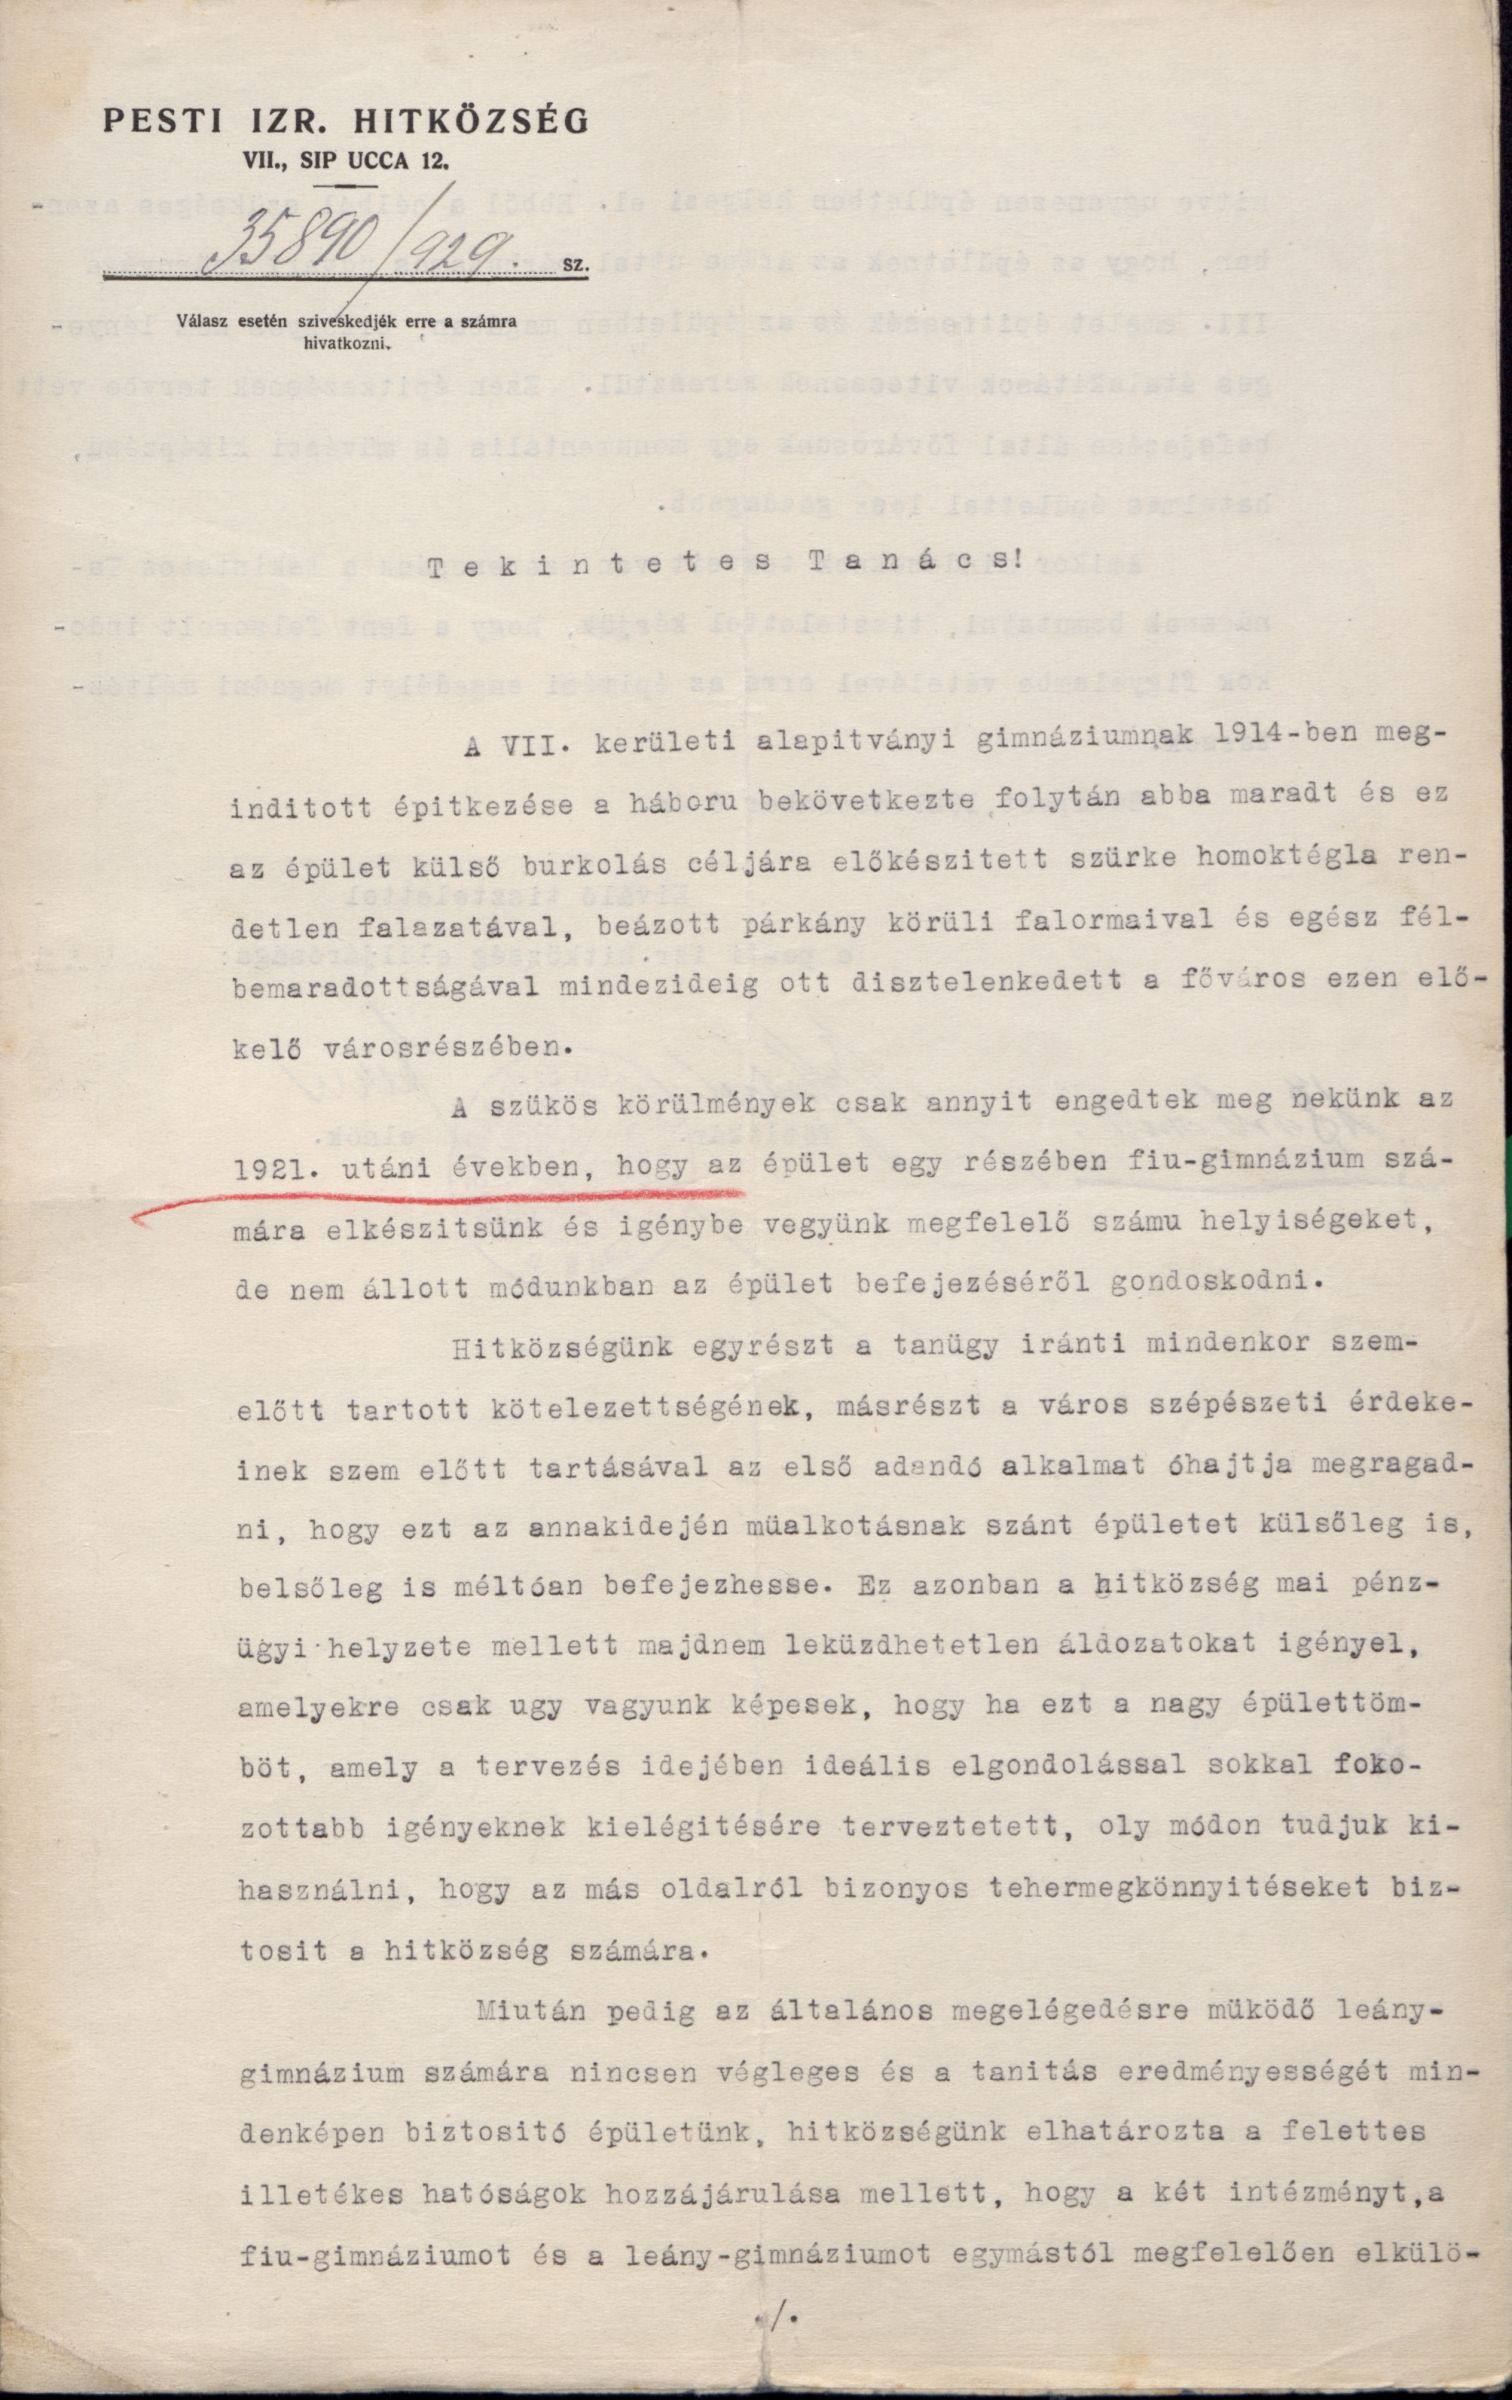 PESTI IZR. HITKÖZSÉG
VII., SIP UCCA 12.
35890/929. sz.
Válasz esetén sziveskedjék erre a számra
hivatkozni.
Tekintetes Tanács!
A VII. kerületi alapitványi gimnáziumnak 1914-ben meg-
inditott épitkezése a háboru bekövetkezte folytán abba maradt és ez
az épület külső burkolás céljára előkészitett szürke homoktégla ren-
detlen falazatával, beázott párkány körüli falormaival és egész fél-
bemaradottságával mindezideig ott disztelenkedett a főváros ezen elő-
kelő városrészében.
A szükös körülmények csak annyit engedtek meg nekünk az
1921. utáni években, hogy az épület egy részében fiu-gimnázium szá-
mára elkészitsünk és igénybe vegyünk megfelelő számu helyiségeket,
de nem állott módunkban az épület befejezéséről gondoskodni.
Hitközségünk egyrészt a tanügy iránti mindenkor szem-
előtt tartott kötelezettségének, másrészt a város szépészeti érdeke-
inek szem előtt tartásával az első adandó alkalmat óhajtja megragad-
ni, hogy ezt az annakidején müalkotásnak szánt épületet külsőleg is,
belsőleg is méltóan befejezhesse. Ez azonban a hitközség mai pénz-
ügyi helyzete mellett majdnem leküzdhetetlen áldozatokat igényel,
amelyekre csak ugy vagyunk képesek, hogy ha ezt a nagy épülettöm-
böt, amely a tervezés idejében ideális elgondolással sokkal foko-
zottabb igényeknek kielégitésére terveztetett, oly módon tudjuk ki-
használni, hogy az más oldalról bizonyos tehermegkönnyitéseket biz-
tosit a hitközség számára.
Miután pedig az általános megelégedésre müködő leány-
gimnázium számára nincsen végleges és a tanitás eredményességét min-
denképen biztositó épületünk, hitközségünk elhatározta a felettes
illetékes hatóságok hozzájárulása mellett, hogy a két intézményt,a
fiu-gimnáziumot és a leány-gimnáziumot egymástól megfelelően elkülö-
./.